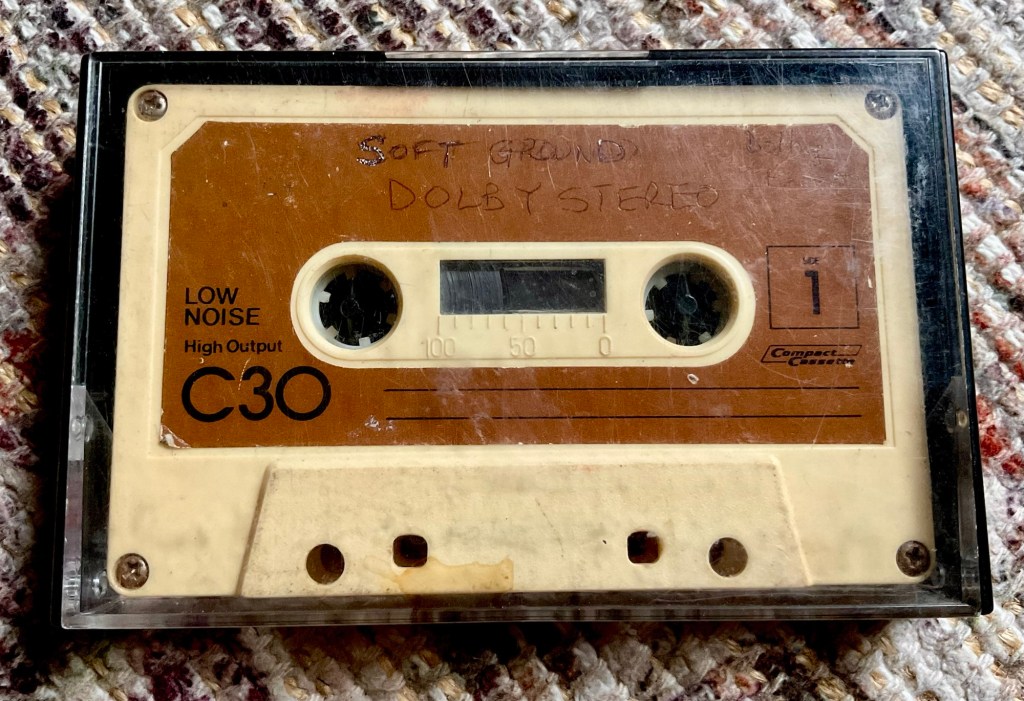 SOFT GROUND
DOLBY STEREO
LOW
NOISE
High Output
C30
100 50 0
SIDE
1
Compact
Cassette